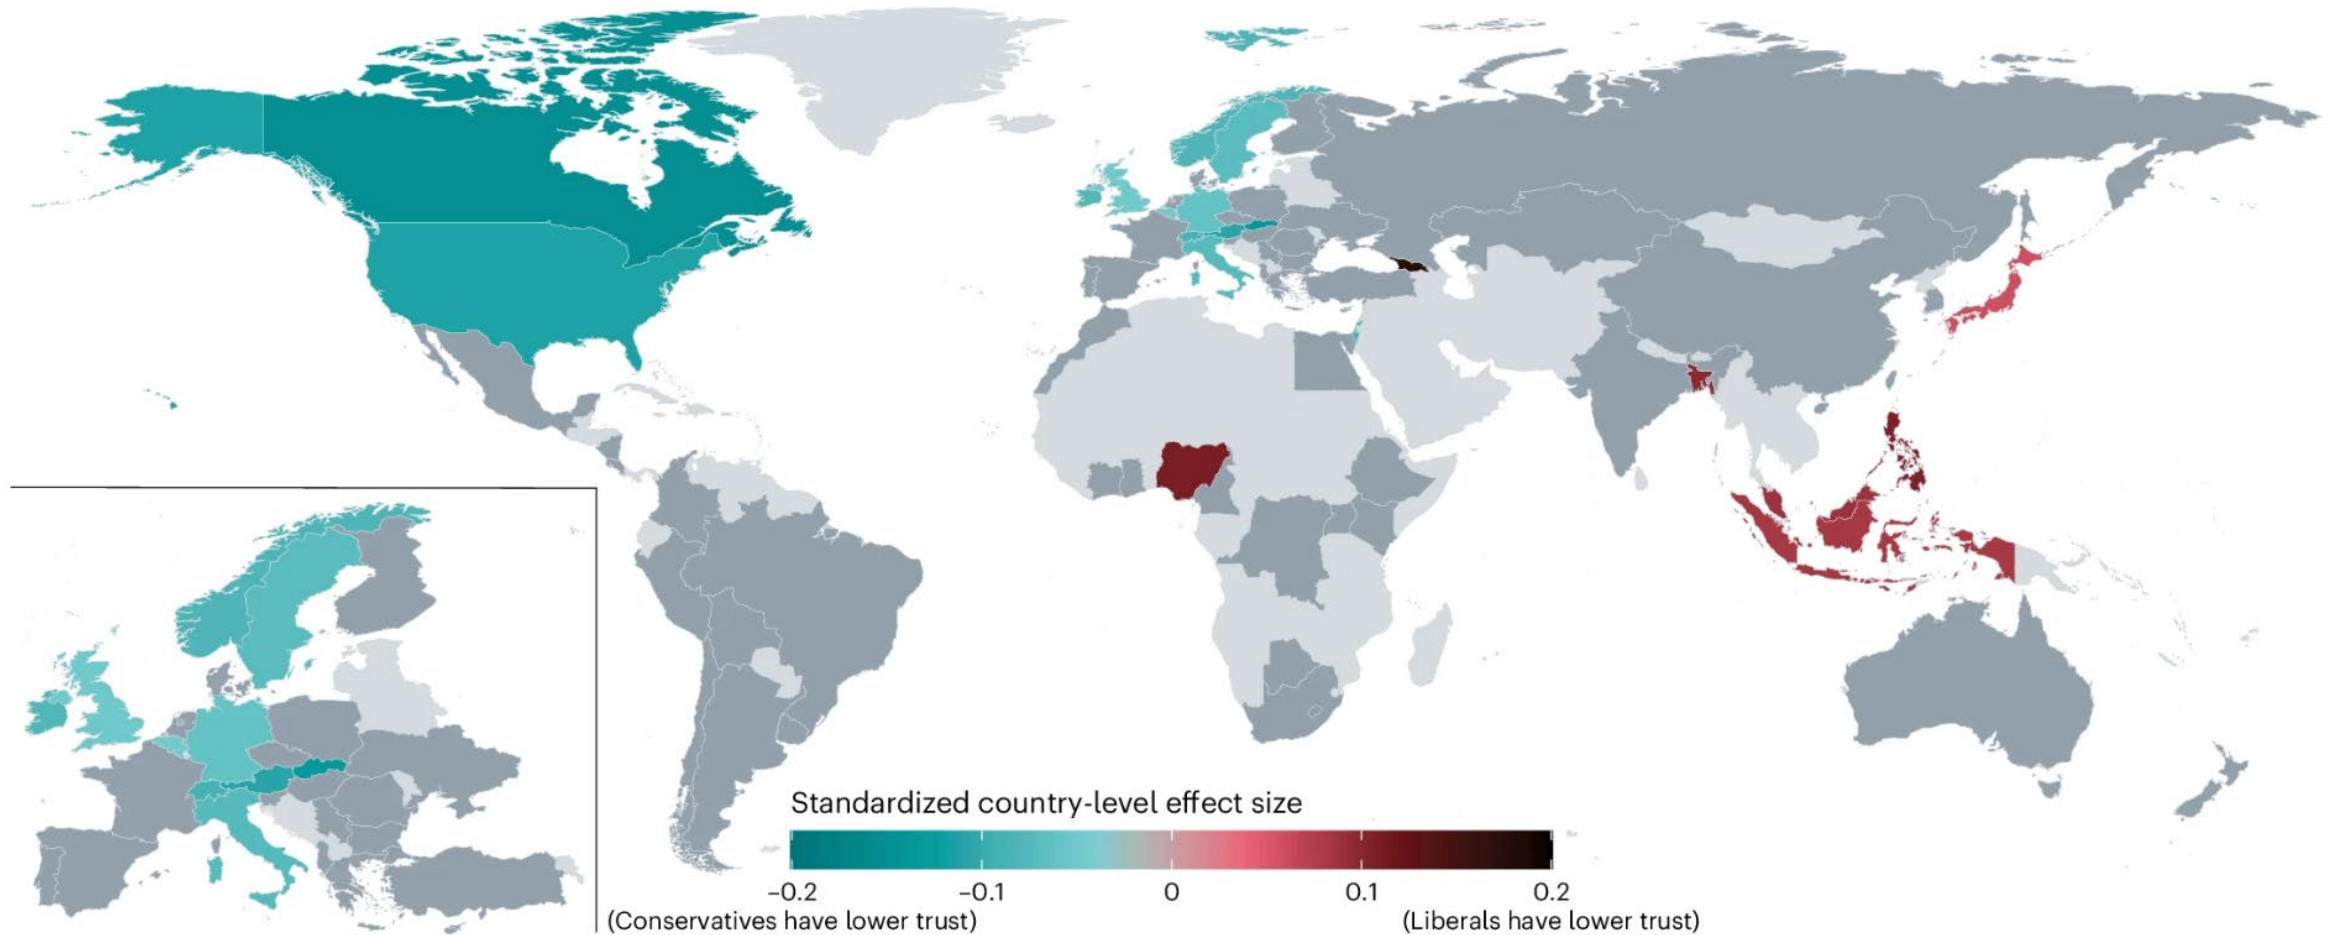 Standardized country-level effect size
−0.2 −0.1 0 0.1 0.2
(Conservatives have lower trust) (Liberals have lower trust)